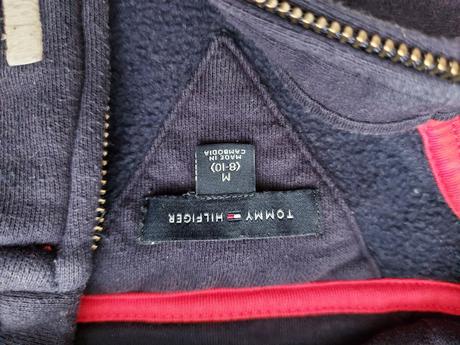 TOMMY HILFIGER
M
(8-10)
MADE IN
CAMBODIA